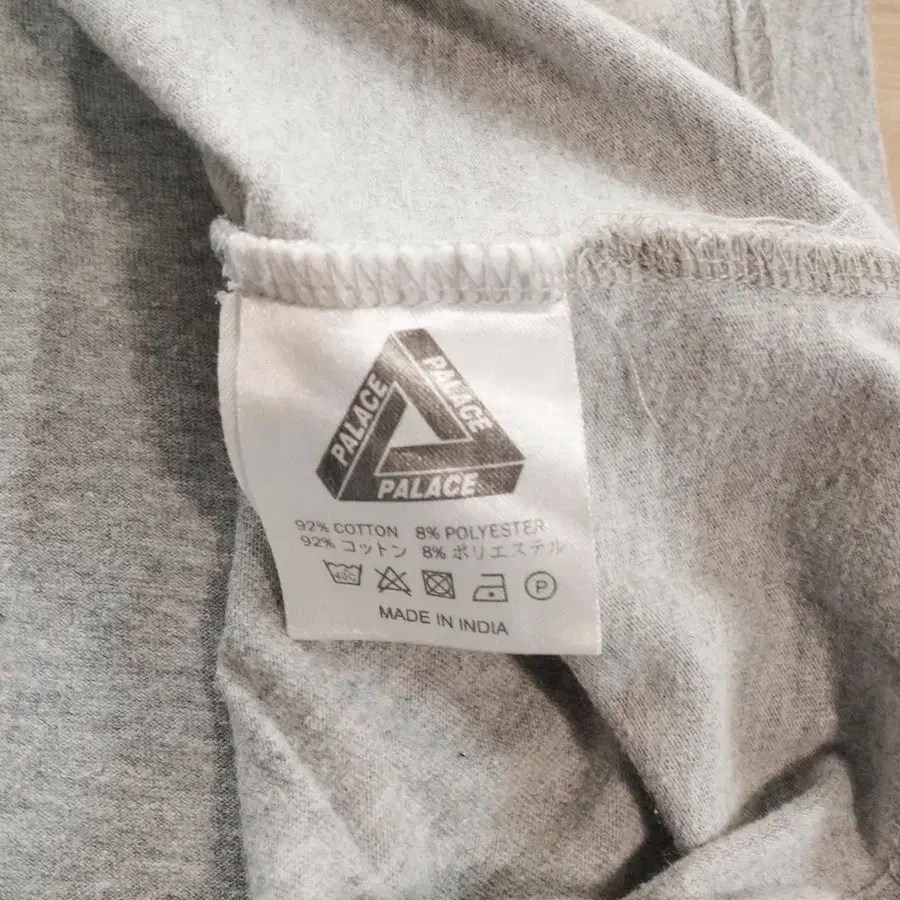 PALACE
PALACE
PALACE
92% COTTON 8% POLYESTER
92% コットン 8% ポリエステル
40C
MADE IN INDIA
P